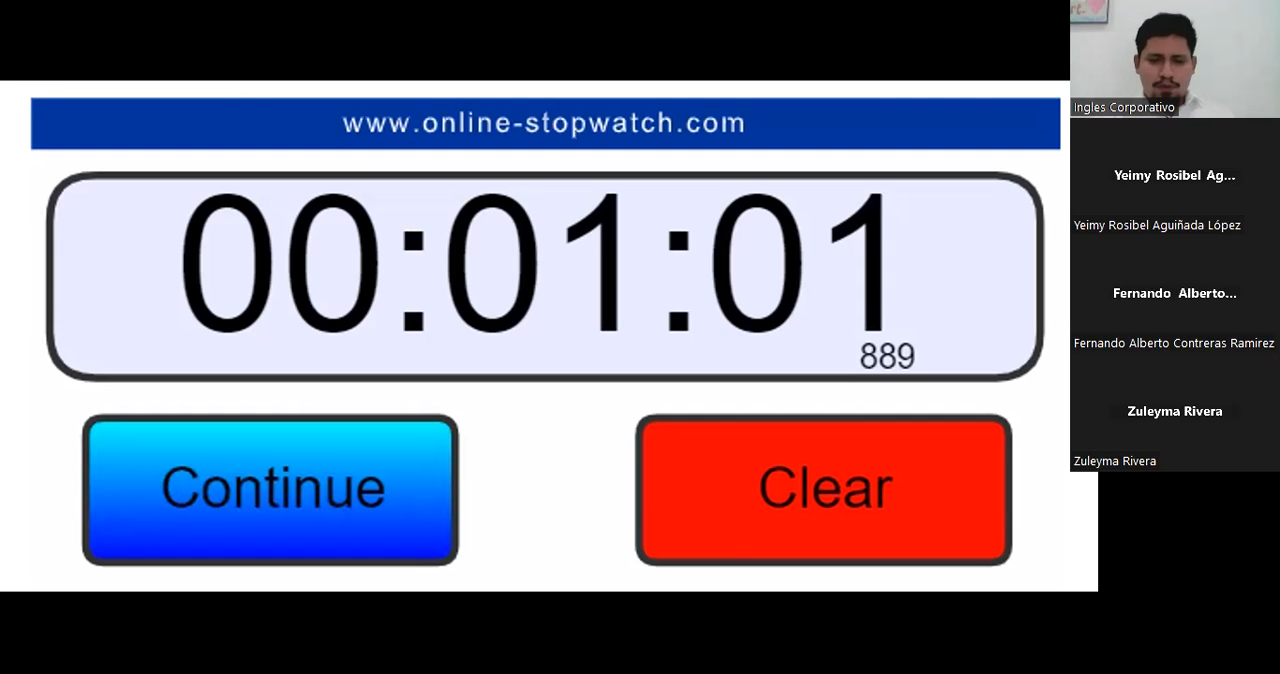 www.online-stopwatch.com
00:01:01
889
Continue
Clear
Ingles Corporativo
Yeimy Rosibel Ag...
Yeimy Rosibel Aguiñada López
Fernando Alberto...
Fernando Alberto Contreras Ramirez
Zuleyma Rivera
Zuleyma Rivera